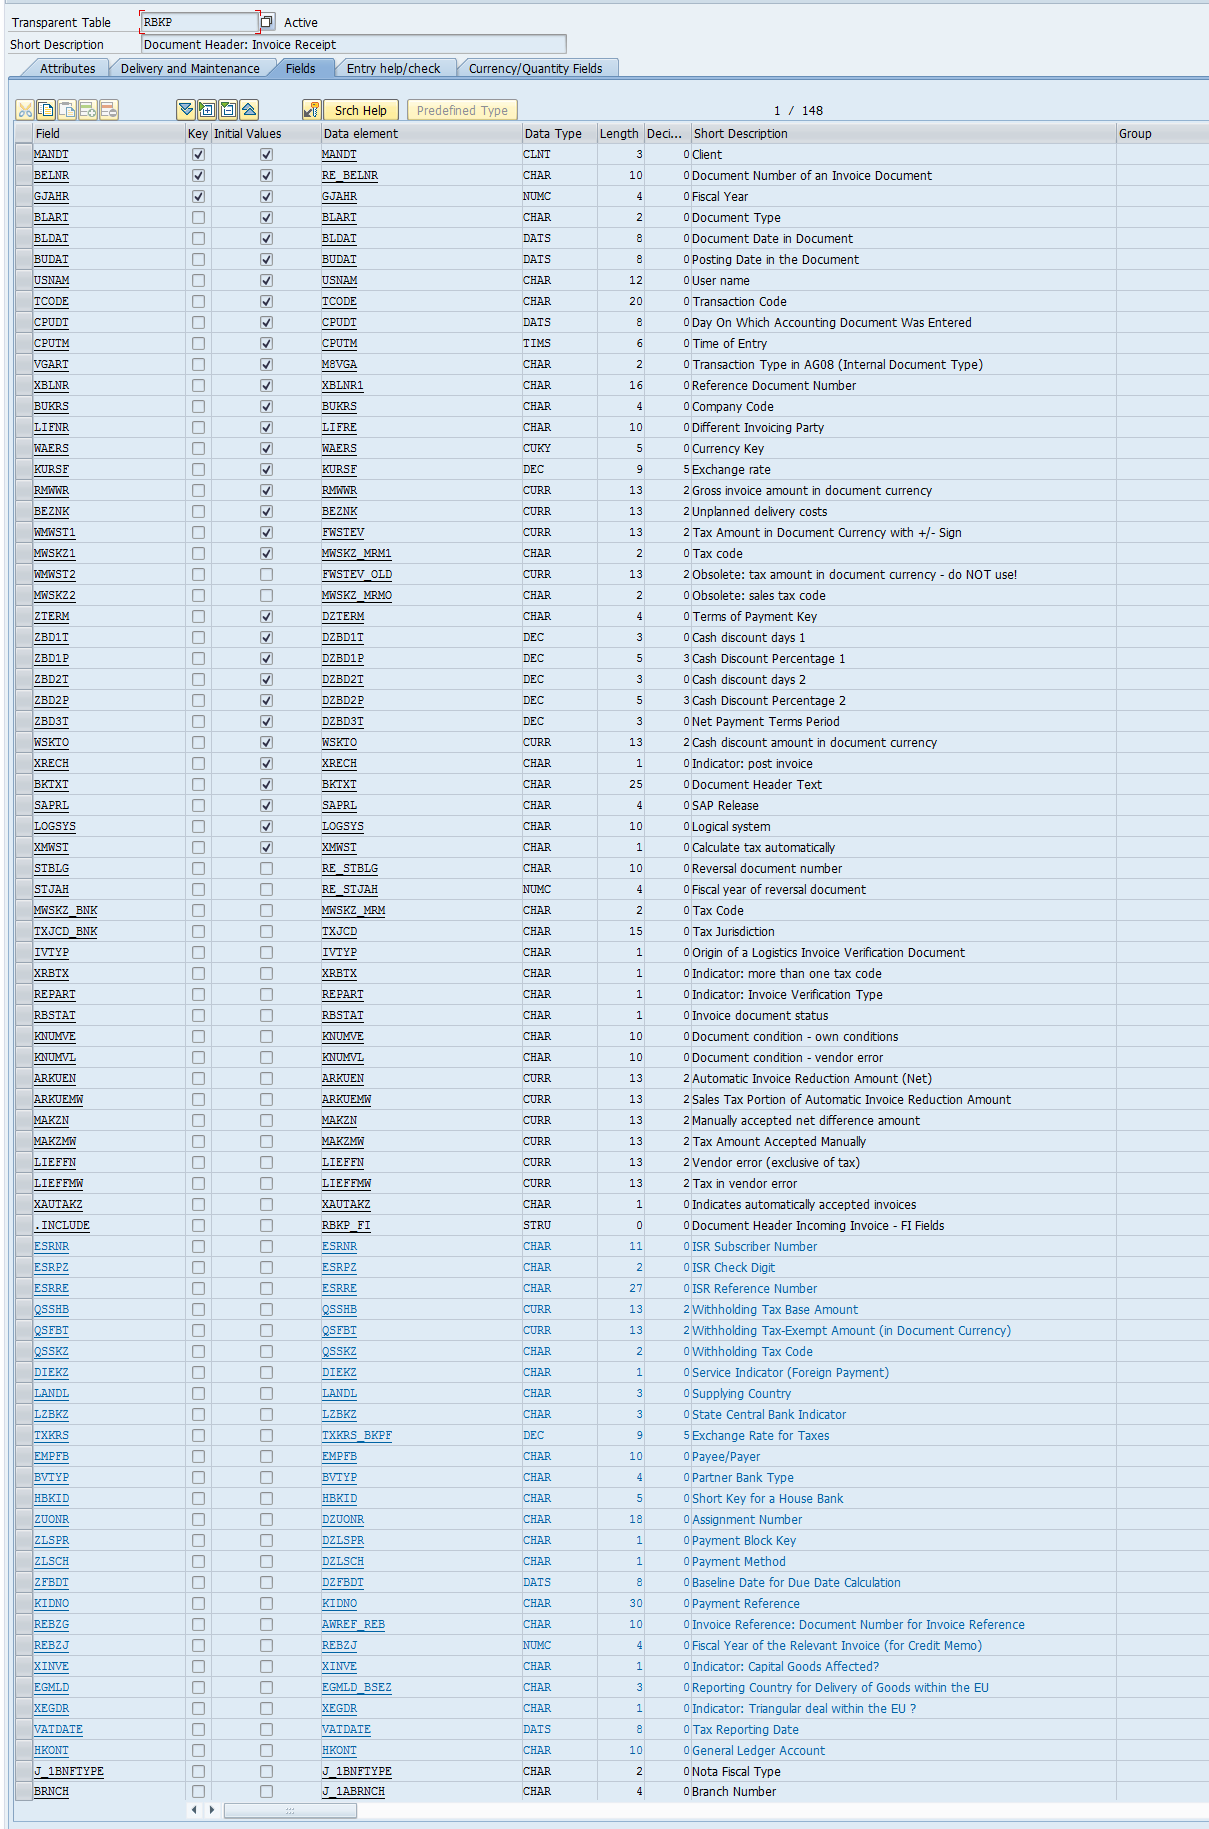 Transparent Table RBKP Active
Short Description Document Header: Invoice Receipt
Attributes Delivery and Maintenance Fields Entry help/check Currency/Quantity Fields
Srch Help Predefined Type 1 / 148
Field Key Initial Values Data element Data Type Length Deci... Short Description Group
MANDT MANDT CLNT 3 0 Client
BELNR RE_BELNR CHAR 10 0 Document Number of an Invoice Document
GJAHR GJAHR NUMC 4 0 Fiscal Year
BLART BLART CHAR 2 0 Document Type
BLDAT BLDAT DATS 8 0 Document Date in Document
BUDAT BUDAT DATS 8 0 Posting Date in the Document
USNAM USNAM CHAR 12 0 User name
TCODE TCODE CHAR 20 0 Transaction Code
CPUDT CPUDT DATS 8 0 Day On Which Accounting Document Was Entered
CPUTM CPUTM TIMS 6 0 Time of Entry
VGART M8VGA CHAR 2 0 Transaction Type in AG08 (Internal Document Type)
XBLNR XBLNR1 CHAR 16 0 Reference Document Number
BUKRS BUKRS CHAR 4 0 Company Code
LIFNR LIFRE CHAR 10 0 Different Invoicing Party
WAERS WAERS CUKY 5 0 Currency Key
KURSF KURSF DEC 9 5 Exchange rate
RMWWR RMWWR CURR 13 2 Gross invoice amount in document currency
BEZNK BEZNK CURR 13 2 Unplanned delivery costs
WMWST1 FWSTEV CURR 13 2 Tax Amount in Document Currency with +/- Sign
MWSKZ1 MWSKZ_MRM1 CHAR 2 0 Tax code
WMWST2 FWSTEV_OLD CURR 13 2 Obsolete: tax amount in document currency - do NOT use!
MWSKZ2 MWSKZ_MRMO CHAR 2 0 Obsolete: sales tax code
ZTERM DZTERM CHAR 4 0 Terms of Payment Key
ZBD1T DZBD1T DEC 3 0 Cash discount days 1
ZBD1P DZBD1P DEC 5 3 Cash Discount Percentage 1
ZBD2T DZBD2T DEC 3 0 Cash discount days 2
ZBD2P DZBD2P DEC 5 3 Cash Discount Percentage 2
ZBD3T DZBD3T DEC 3 0 Net Payment Terms Period
WSKTO WSKTO CURR 13 2 Cash discount amount in document currency
XRECH XRECH CHAR 1 0 Indicator: post invoice
BKTXT BKTXT CHAR 25 0 Document Header Text
SAPRL SAPRL CHAR 4 0 SAP Release
LOGSYS LOGSYS CHAR 10 0 Logical system
XMWST XMWST CHAR 1 0 Calculate tax automatically
STBLG RE_STBLG CHAR 10 0 Reversal document number
STJAH RE_STJAH NUMC 4 0 Fiscal year of reversal document
MWSKZ_BNK MWSKZ_MRM CHAR 2 0 Tax Code
TXJCD_BNK TXJCD CHAR 15 0 Tax Jurisdiction
IVTYP IVTYP CHAR 1 0 Origin of a Logistics Invoice Verification Document
XRBTX XRBTX CHAR 1 0 Indicator: more than one tax code
REPART REPART CHAR 1 0 Indicator: Invoice Verification Type
RBSTAT RBSTAT CHAR 1 0 Invoice document status
KNUMVE KNUMVE CHAR 10 0 Document condition - own conditions
KNUMVL KNUMVL CHAR 10 0 Document condition - vendor error
ARKUEN ARKUEN CURR 13 2 Automatic Invoice Reduction Amount (Net)
ARKUEMW ARKUEMW CURR 13 2 Sales Tax Portion of Automatic Invoice Reduction Amount
MAKZN MAKZN CURR 13 2 Manually accepted net difference amount
MAKZMW MAKZMW CURR 13 2 Tax Amount Accepted Manually
LIEFFN LIEFFN CURR 13 2 Vendor error (exclusive of tax)
LIEFFMW LIEFFMW CURR 13 2 Tax in vendor error
XAUTAKZ XAUTAKZ CHAR 1 0 Indicates automatically accepted invoices
.INCLUDE RBKP_FI STRU 0 0 Document Header Incoming Invoice - FI Fields
ESRNR ESRNR CHAR 11 0 ISR Subscriber Number
ESRPZ ESRPZ CHAR 2 0 ISR Check Digit
ESRRE ESRRE CHAR 27 0 ISR Reference Number
QSSHB QSSHB CURR 13 2 Withholding Tax Base Amount
QSFBT QSFBT CURR 13 2 Withholding Tax-Exempt Amount (in Document Currency)
QSSKZ QSSKZ CHAR 2 0 Withholding Tax Code
DIEKZ DIEKZ CHAR 1 0 Service Indicator (Foreign Payment)
LANDL LANDL CHAR 3 0 Supplying Country
LZBKZ LZBKZ CHAR 3 0 State Central Bank Indicator
TXKRS TXKRS_BKPF DEC 9 5 Exchange Rate for Taxes
EMPFB EMPFB CHAR 10 0 Payee/Payer
BVTYP BVTYP CHAR 4 0 Partner Bank Type
HBKID HBKID CHAR 5 0 Short Key for a House Bank
ZUONR DZUONR CHAR 18 0 Assignment Number
ZLSPR DZLSPR CHAR 1 0 Payment Block Key
ZLSCH DZLSCH CHAR 1 0 Payment Method
ZFBDT DZFBDT DATS 8 0 Baseline Date for Due Date Calculation
KIDNO KIDNO CHAR 30 0 Payment Reference
REBZG AWREF_REB CHAR 10 0 Invoice Reference: Document Number for Invoice Reference
REBZJ REBZJ NUMC 4 0 Fiscal Year of the Relevant Invoice (for Credit Memo)
XINVE XINVE CHAR 1 0 Indicator: Capital Goods Affected?
EGMLD EGMLD_BSEZ CHAR 3 0 Reporting Country for Delivery of Goods within the EU
XEGDR XEGDR CHAR 1 0 Indicator: Triangular deal within the EU ?
VATDATE VATDATE DATS 8 0 Tax Reporting Date
HKONT HKONT CHAR 10 0 General Ledger Account
J_1BNFTYPE J_1BNFTYPE CHAR 2 0 Nota Fiscal Type
BRNCH J_1ABRNCH CHAR 4 0 Branch Number